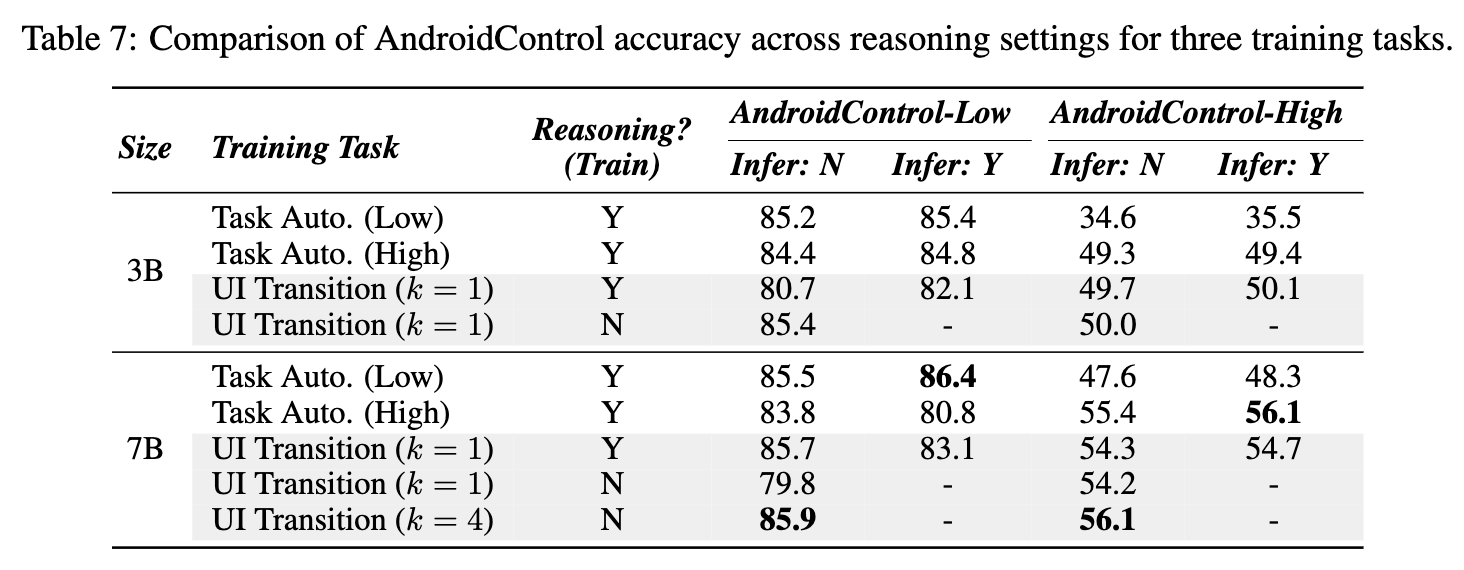 Table 7: Comparison of AndroidControl accuracy across reasoning settings for three training tasks.
Size Training Task Reasoning? (Train) AndroidControl-Low AndroidControl-High
Infer: N Infer: Y Infer: N Infer: Y
3B
Task Auto. (Low) Y 85.2 85.4 34.6 35.5
Task Auto. (High) Y 84.4 84.8 49.3 49.4
UI Transition (k = 1) Y 80.7 82.1 49.7 50.1
UI Transition (k = 1) N 85.4 - 50.0 -
7B
Task Auto. (Low) Y 85.5 86.4 47.6 48.3
Task Auto. (High) Y 83.8 80.8 55.4 56.1
UI Transition (k = 1) Y 85.7 83.1 54.3 54.7
UI Transition (k = 1) N 79.8 - 54.2 -
UI Transition (k = 4) N 85.9 - 56.1 -